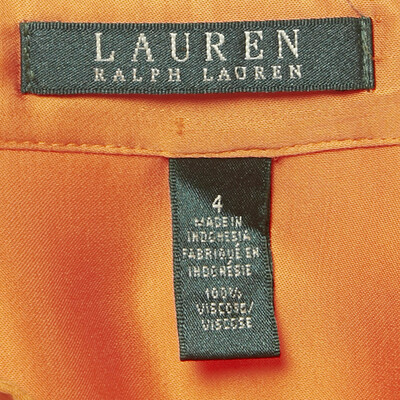 LAUREN
RALPH LAUREN
4
MADE IN
INDONESIA
FABRIQUÉ EN
INDONÉSIE
100%
VISCOSE/
VISCOSE